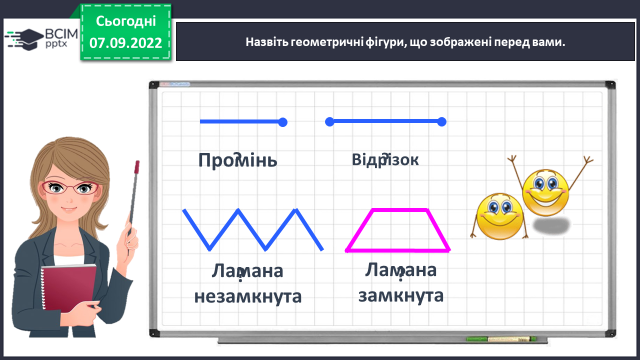 ВСІМ
pptx
Сьогодні
07.09.2022
Назвіть геометричні фігури, що зображені перед вами.
Промінь
?
Відрізок
?
Ламана
незамкнута
?
Ламана
замкнута
?